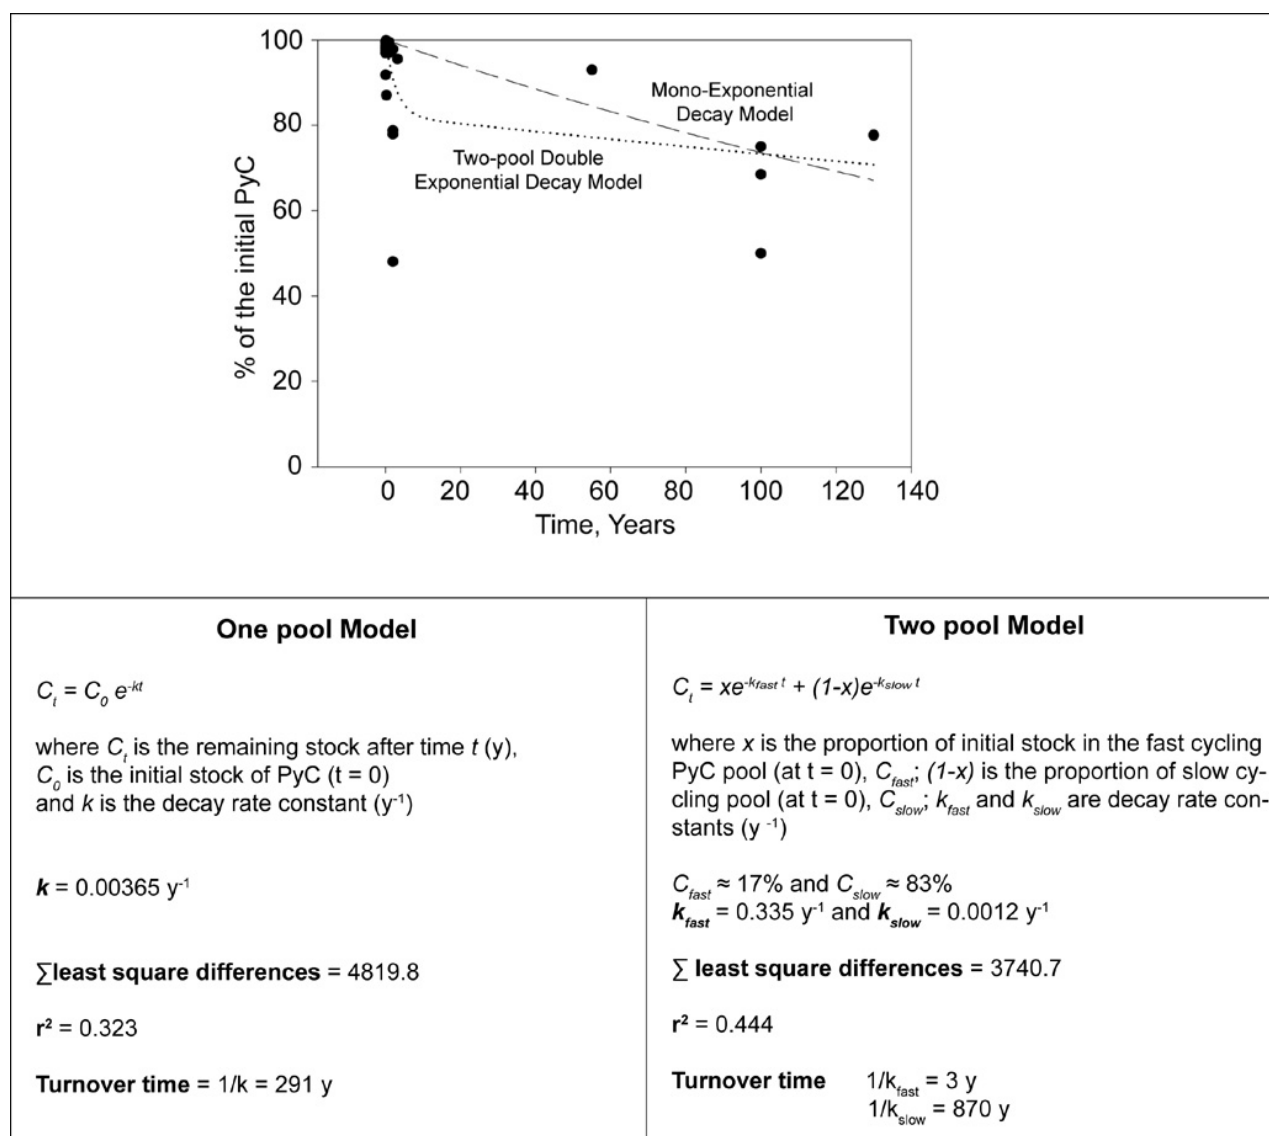 100
80
60
40
20
0
% of the initial PyC
Mono-Exponential
Decay Model
Two-pool Double
Exponential Decay Model
0 20 40 60 80 100 120 140
Time, Years
One pool Model
Cₜ = C₀ e⁻ᵏᵗ
where Cₜ is the remaining stock after time t (y),
C₀ is the initial stock of PyC (t = 0)
and k is the decay rate constant (y⁻¹)
k = 0.00365 y⁻¹
∑least square differences = 4819.8
r² = 0.323
Turnover time = 1/k = 291 y
Two pool Model
Cₜ = xe^-k_fast t + (1-x)e^-k_slow t
where x is the proportion of initial stock in the fast cycling
PyC pool (at t = 0), C_fast; (1-x) is the proportion of slow cy-
cling pool (at t = 0), C_slow; k_fast and k_slow are decay rate con-
stants (y ⁻¹)
C_fast ≈ 17% and C_slow ≈ 83%
k_fast = 0.335 y⁻¹ and k_slow = 0.0012 y⁻¹
∑ least square differences = 3740.7
r² = 0.444
Turnover time 1/k_fast = 3 y
1/k_slow = 870 y